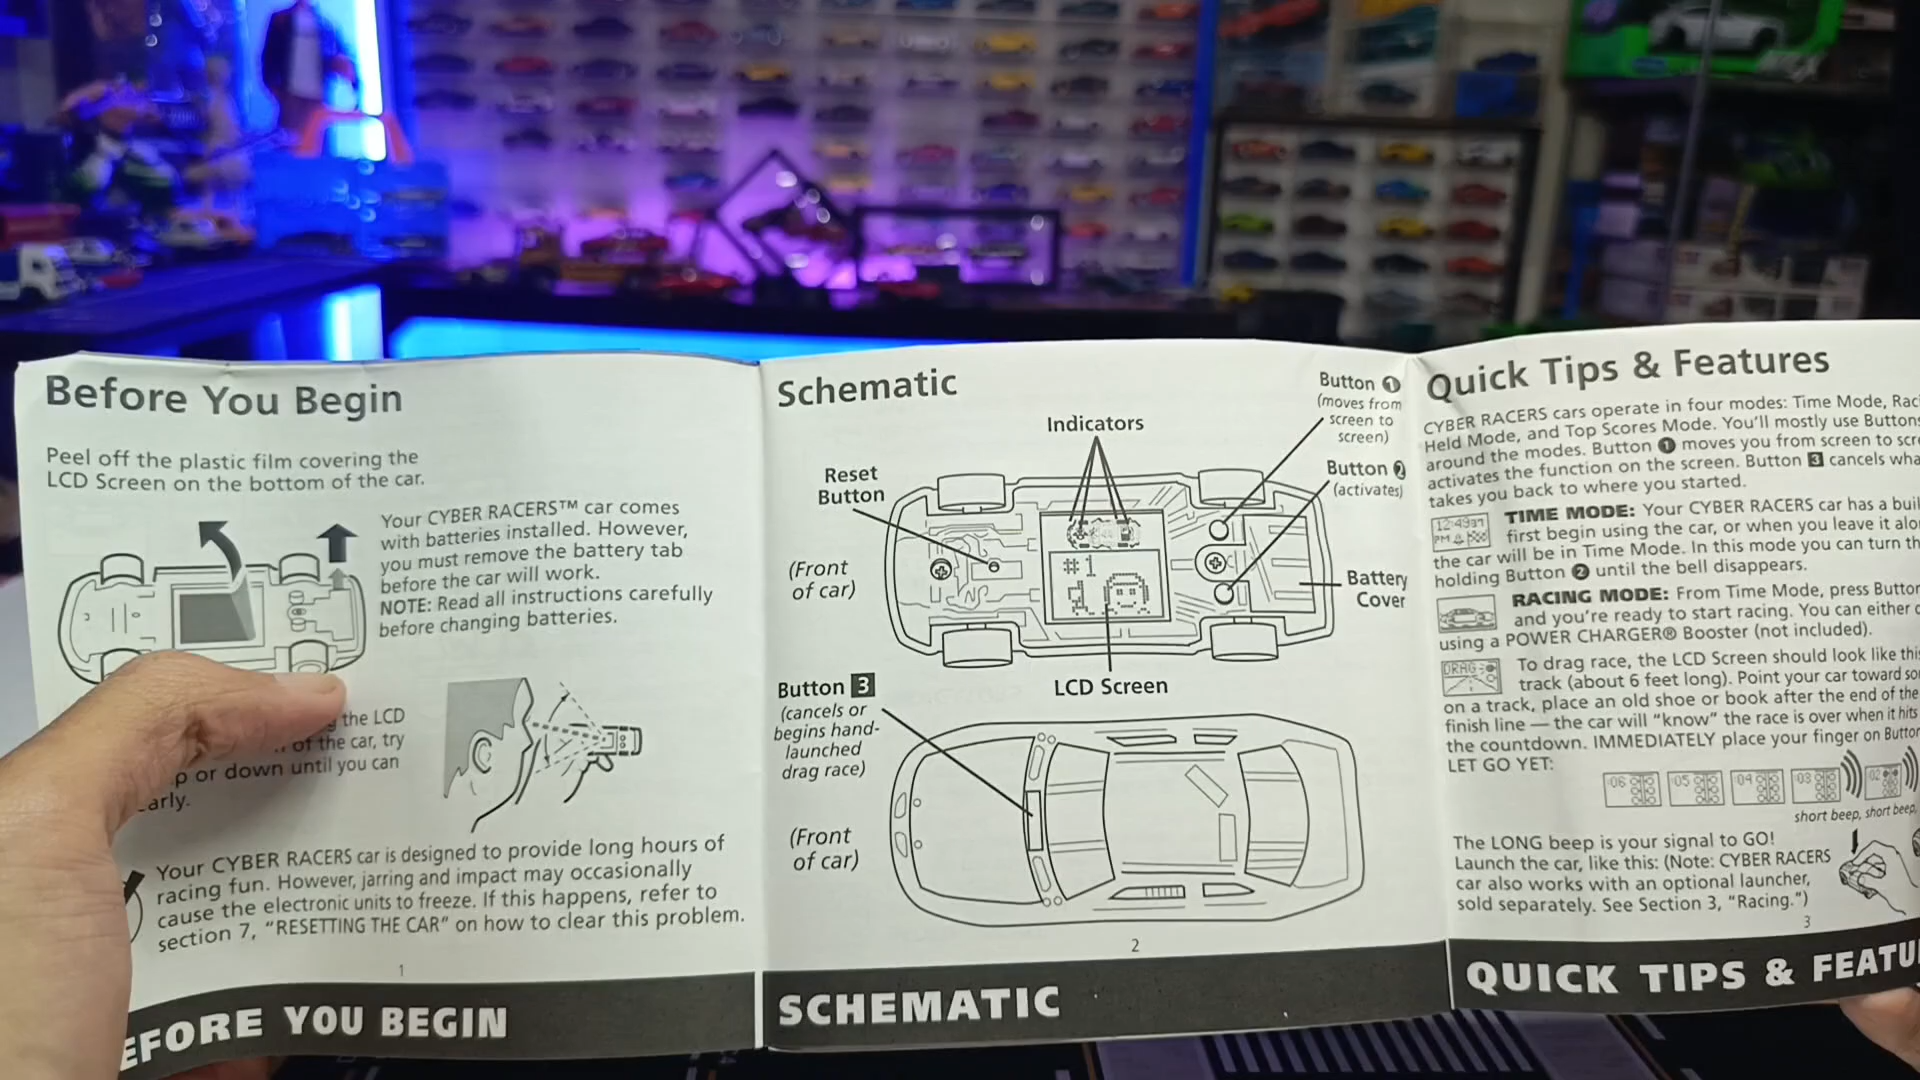 Before You Begin
Peel off the plastic film covering the
LCD Screen on the bottom of the car.
Your CYBER RACERS™ car comes
with batteries installed. However,
you must remove the battery tab
before the car will work.
NOTE: Read all instructions carefully
before changing batteries.
the LCD
of the car, try
or down until you can
Your CYBER RACERS car is designed to provide long hours of
racing fun. However, jarring and impact may occasionally
cause the electronic units to freeze. If this happens, refer to
section 7, “RESETTING THE CAR” on how to clear this problem.
1
EFORE YOU BEGIN
Schematic
Indicators
Button 1
(moves from
screen to
screen)
Reset
Button
Button 2
(activates)
(Front
of car)
#1
Battery
Cover
LCD Screen
Button 3
(cancels or
begins hand-
launched
drag race)
(Front
of car)
2
SCHEMATIC
Quick Tips & Features
CYBER RACERS cars operate in four modes: Time Mode,
Held Mode, and Top Scores Mode. You’ll mostly use
around the modes. Button 1 moves you from screen to
activates the function on the screen. Button 3 cancels
takes you back to where you started.
TIME MODE: Your CYBER RACERS car has a
first begin using the car, or when you leave it
the car will be in Time Mode. In this mode you can turn
holding Button 2 until the bell disappears.
RACING MODE: From Time Mode, press
and you’re ready to start racing. You can either
using a POWER CHARGER® Booster (not included).
DRAG
To drag race, the LCD Screen should look like
track (about 6 feet long). Point your car toward
on a track, place an old shoe or book after the end of the
finish line — the car will “know” the race is over when it hits
the countdown. IMMEDIATELY place your finger on
LET GO YET:
06 05 04 03 02
short beep, short beep,
The LONG beep is your signal to GO!
Launch the car, like this: (Note: CYBER RACERS
car also works with an optional launcher,
sold separately. See Section 3, “Racing.”)
3
QUICK TIPS & FEATU